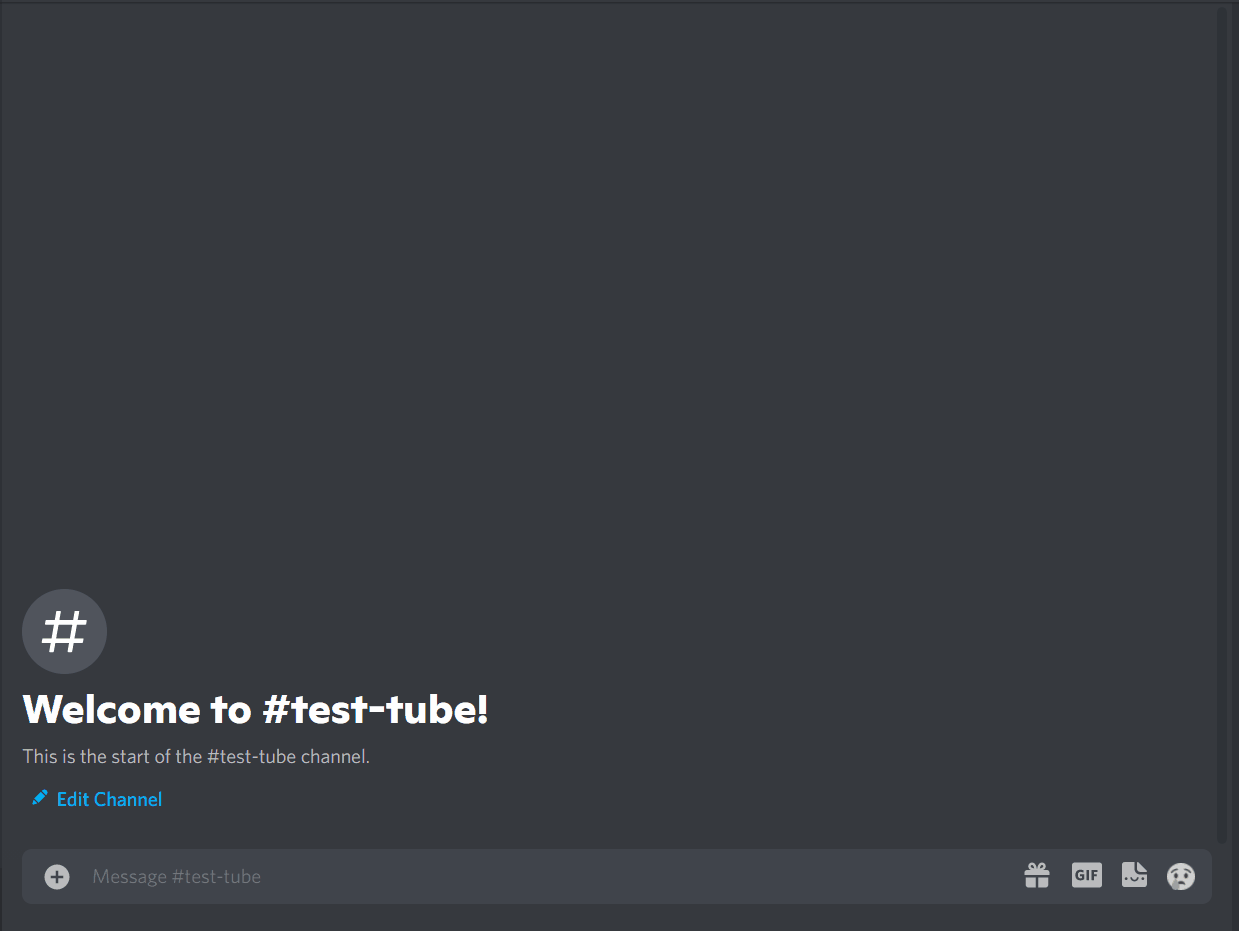 #
Welcome to #test-tube!
This is the start of the #test-tube channel.
Edit Channel
Message #test-tube
GIF